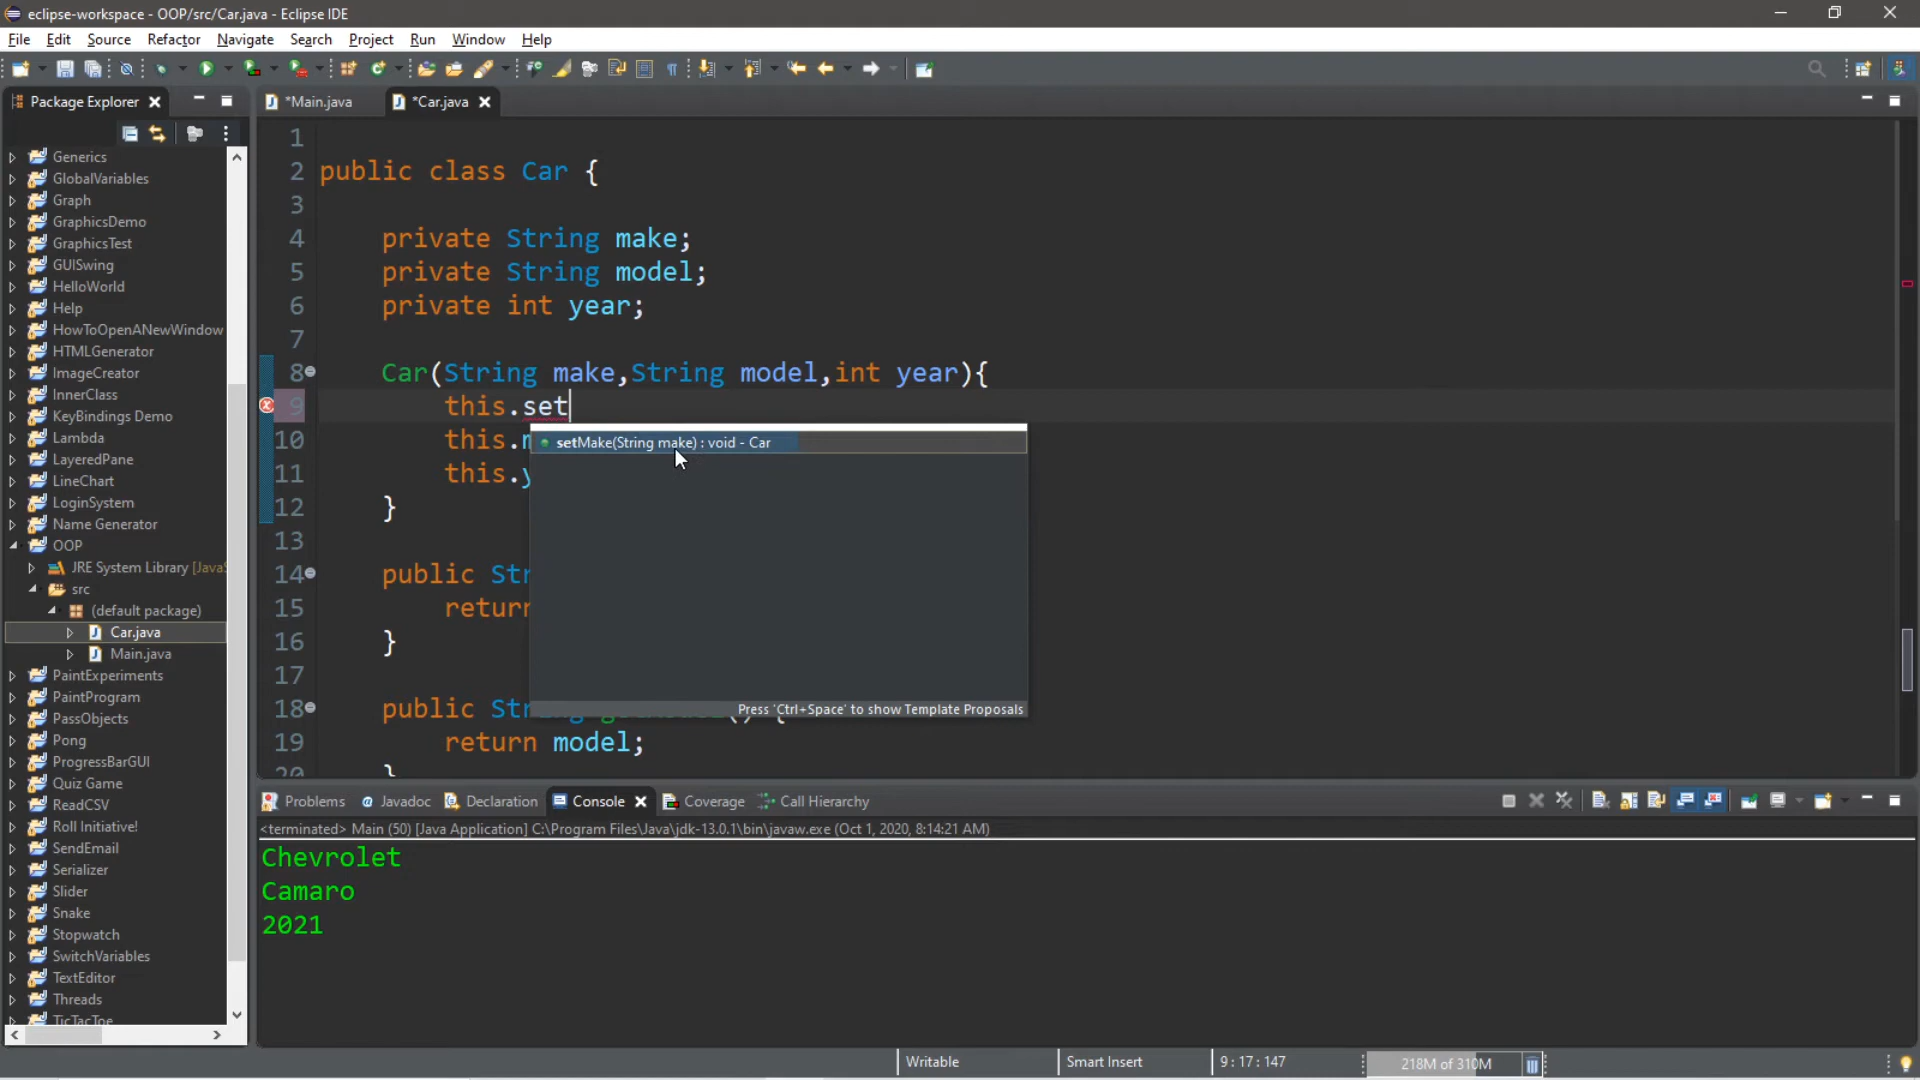 eclipse-workspace - OOP/src/Car.java - Eclipse IDE
File Edit Source Refactor Navigate Search Project Run Window Help
Package Explorer
*Main.java
*Car.java
Generics
GlobalVariables
Graph
GraphicsDemo
GraphicsTest
GUISwing
HelloWorld
Help
HowToOpenANewWindow
HTMLGenerator
ImageCreator
InnerClass
KeyBindings Demo
Lambda
LayeredPane
LineChart
LoginSystem
Name Generator
OOP
JRE System Library [JavaS
src
(default package)
Car.java
Main.java
PaintExperiments
PaintProgram
PassObjects
Pong
ProgressBarGUI
Quiz Game
ReadCSV
Roll Initiative!
SendEmail
Serializer
Slider
Snake
Stopwatch
SwitchVariables
TextEditor
Threads
TicTacToe
1
2 public class Car {
3
4 private String make;
5 private String model;
6 private int year;
7
8 Car(String make,String model,int year){
9 this.set
10 this.m
11 this.y
12 }
13
14 public Str
15 return
16 }
17
18 public Str
19 return model;
20 }
setMake(String make) : void - Car
Press 'Ctrl+Space' to show Template Proposals
Problems Javadoc Declaration Console Coverage Call Hierarchy
<terminated> Main (50) [Java Application] C:\Program Files\Java\jdk-13.0.1\bin\javaw.exe (Oct 1, 2020, 8:14:21 AM)
Chevrolet
Camaro
2021
Writable Smart Insert 9 : 17 : 147 218M of 310M